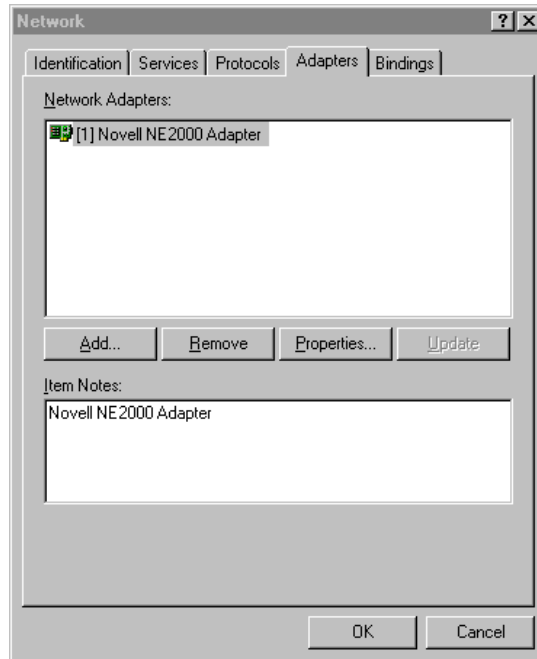 Network
Identification Services Protocols Adapters Bindings
Network Adapters:
[1] Novell NE2000 Adapter
Add... Remove Properties... Update
Item Notes:
Novell NE2000 Adapter
OK Cancel